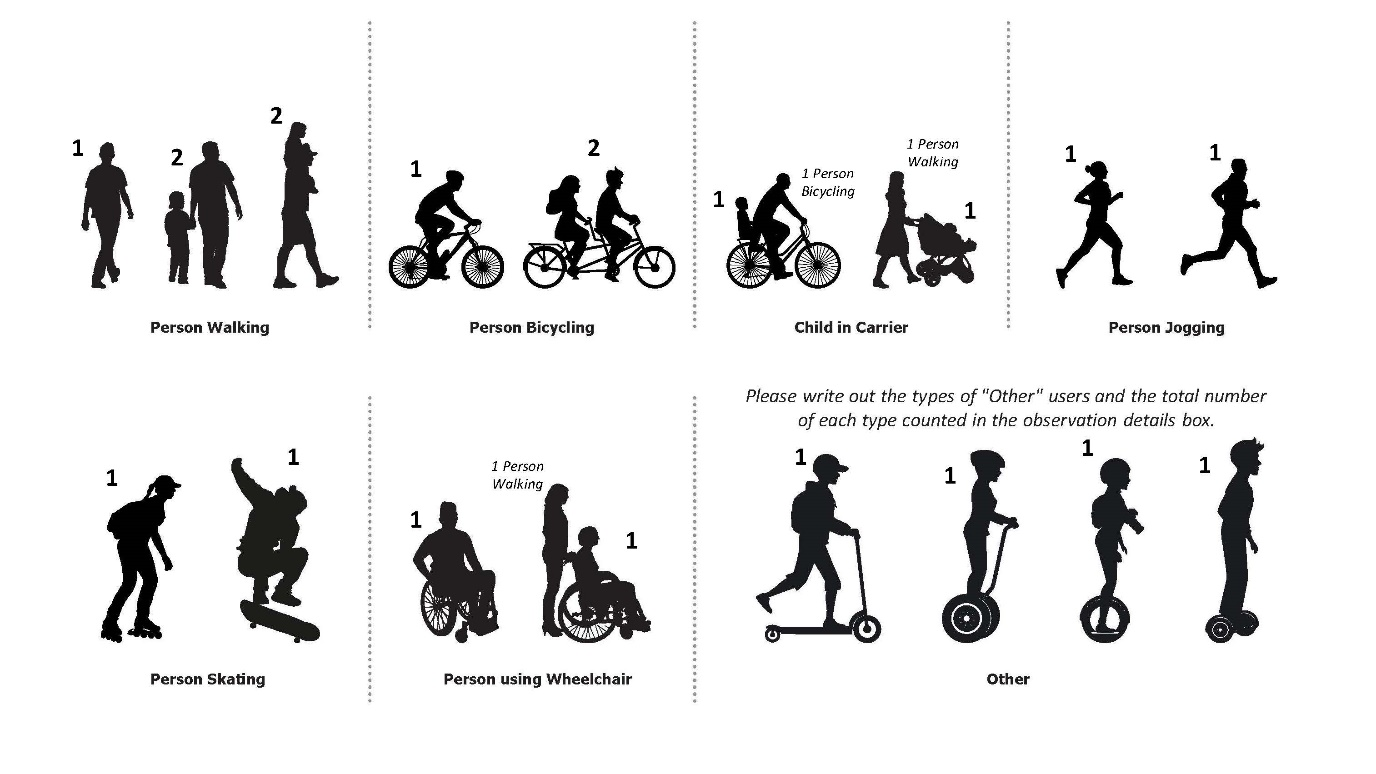 1
2
2
Person Walking
1
2
Person Bicycling
1
1 Person
Bicycling
1 Person
Walking
1
Child in Carrier
1
1
Person Jogging
1
1
Person Skating
1
1 Person
Walking
1
Person using Wheelchair
Please write out the types of "Other" users and the total number
of each type counted in the observation details box.
1
1
1
1
Other